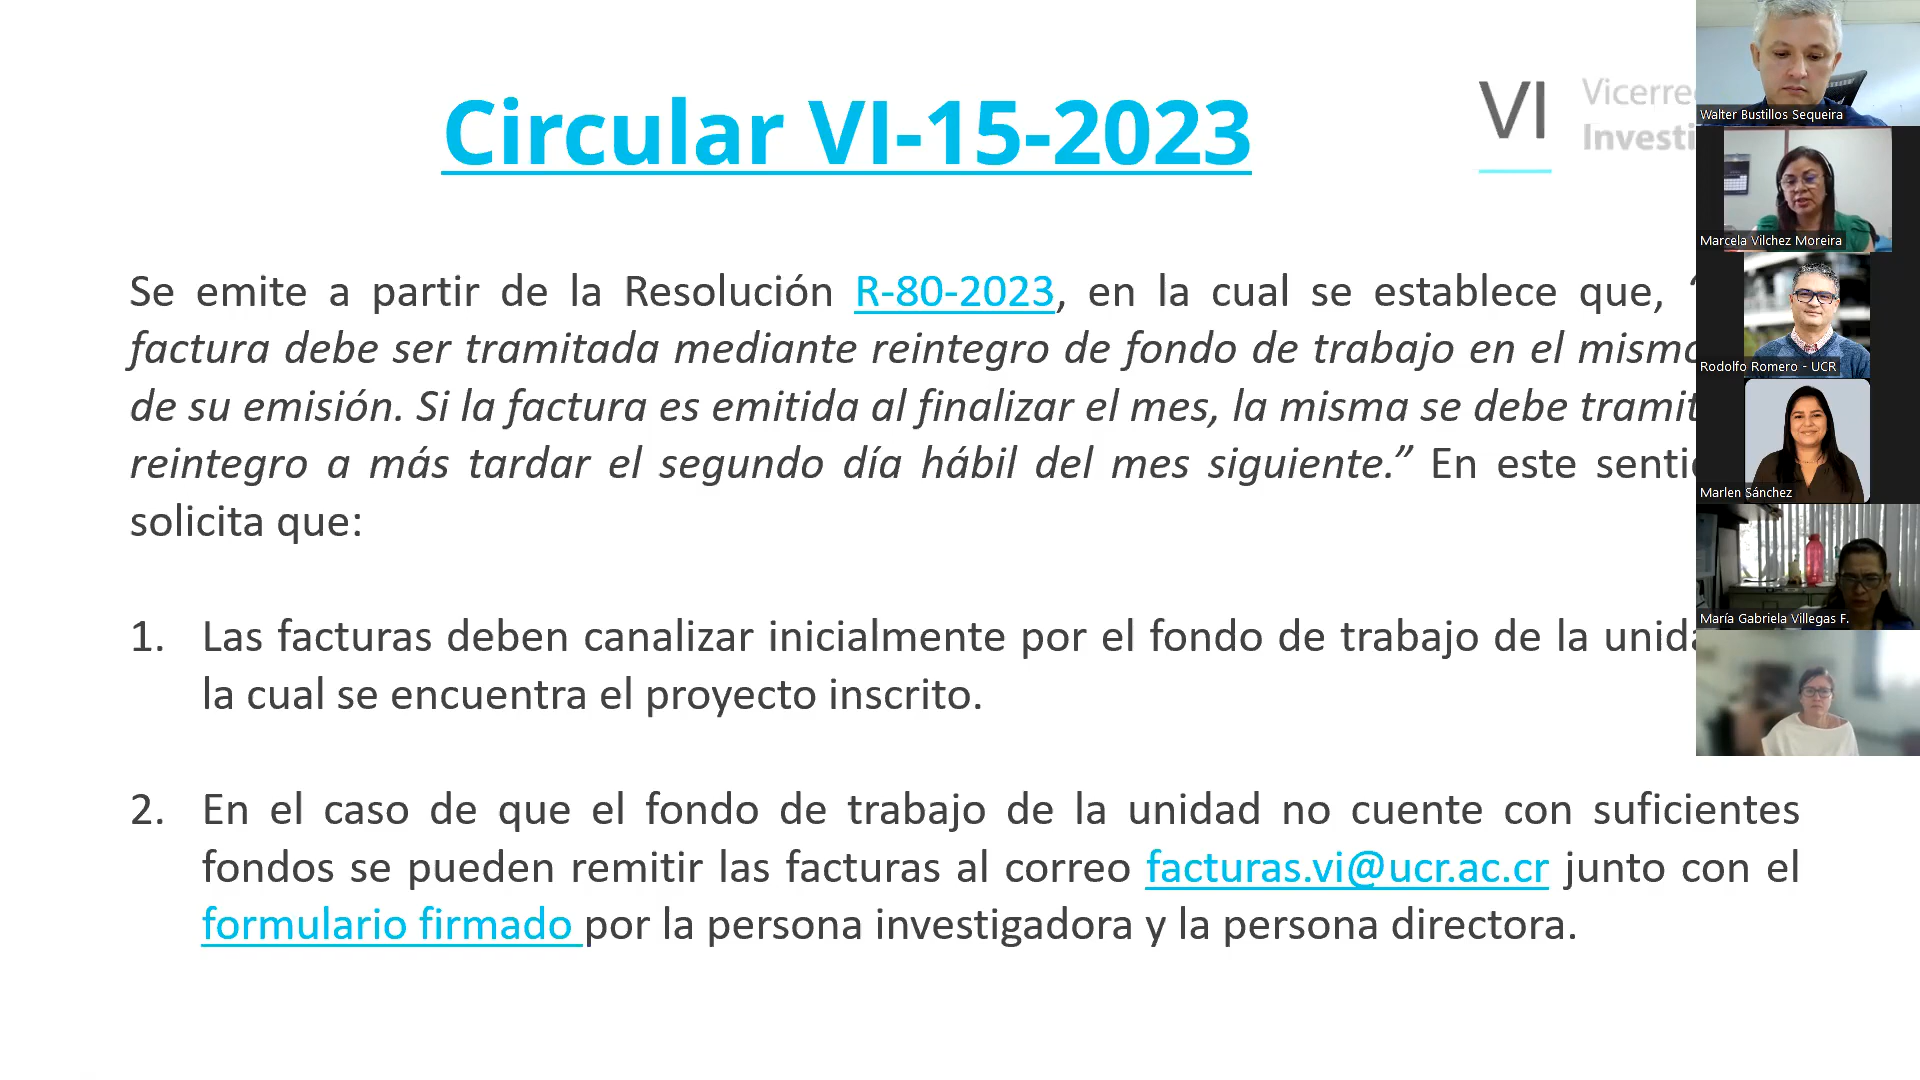 Circular VI-15-2023
VI
Vicerre
Investi
Se emite a partir de la Resolución R-80-2023, en la cual se establece que, “
factura debe ser tramitada mediante reintegro de fondo de trabajo en el mismo
de su emisión. Si la factura es emitida al finalizar el mes, la misma se debe tramit
reintegro a más tardar el segundo día hábil del mes siguiente.” En este senti
solicita que:
1. Las facturas deben canalizar inicialmente por el fondo de trabajo de la unida
la cual se encuentra el proyecto inscrito.
2. En el caso de que el fondo de trabajo de la unidad no cuente con suficientes
fondos se pueden remitir las facturas al correo facturas.vi@ucr.ac.cr junto con el
formulario firmado por la persona investigadora y la persona directora.
Walter Bustillos Sequeira
Marcela Vilchez Moreira
Rodolfo Romero - UCR
Marlen Sánchez
María Gabriela Villegas F.